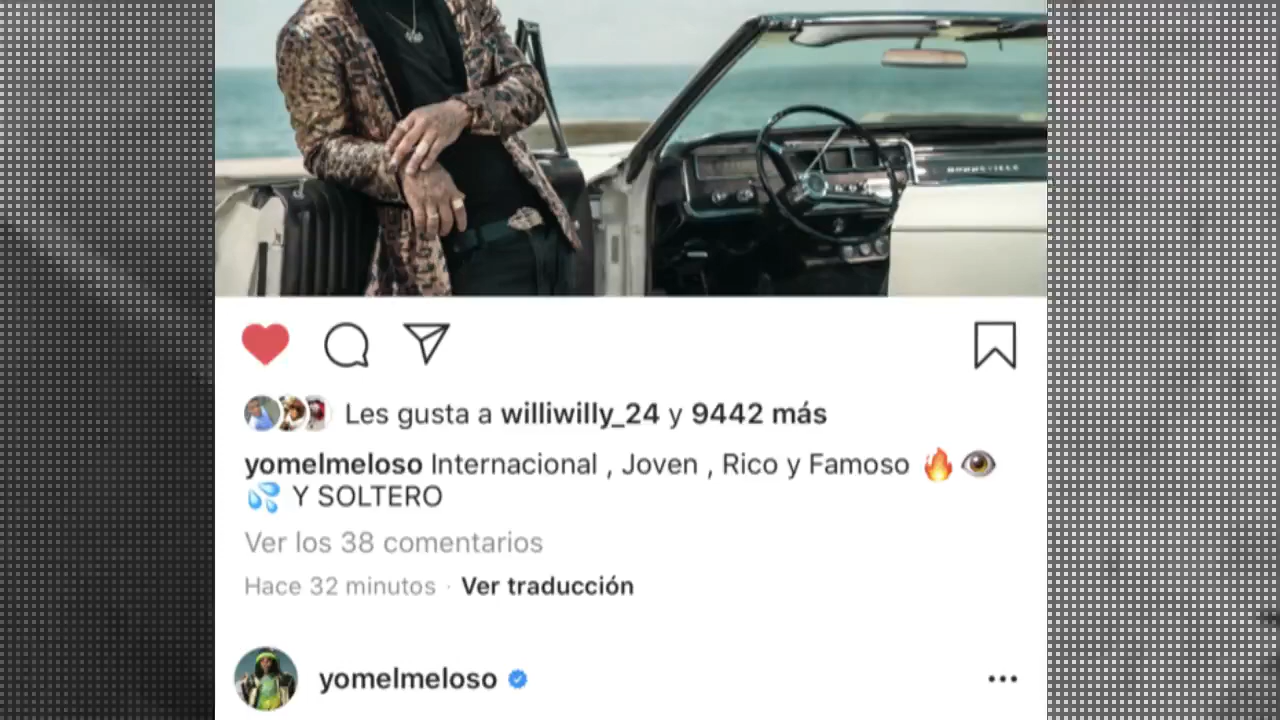 BONNEVILLE
Les gusta a williwilly_24 y 9442 más
yomelmeloso Internacional , Joven , Rico y Famoso 🔥👁
💦 Y SOLTERO
Ver los 38 comentarios
Hace 32 minutos · Ver traducción
yomelmeloso